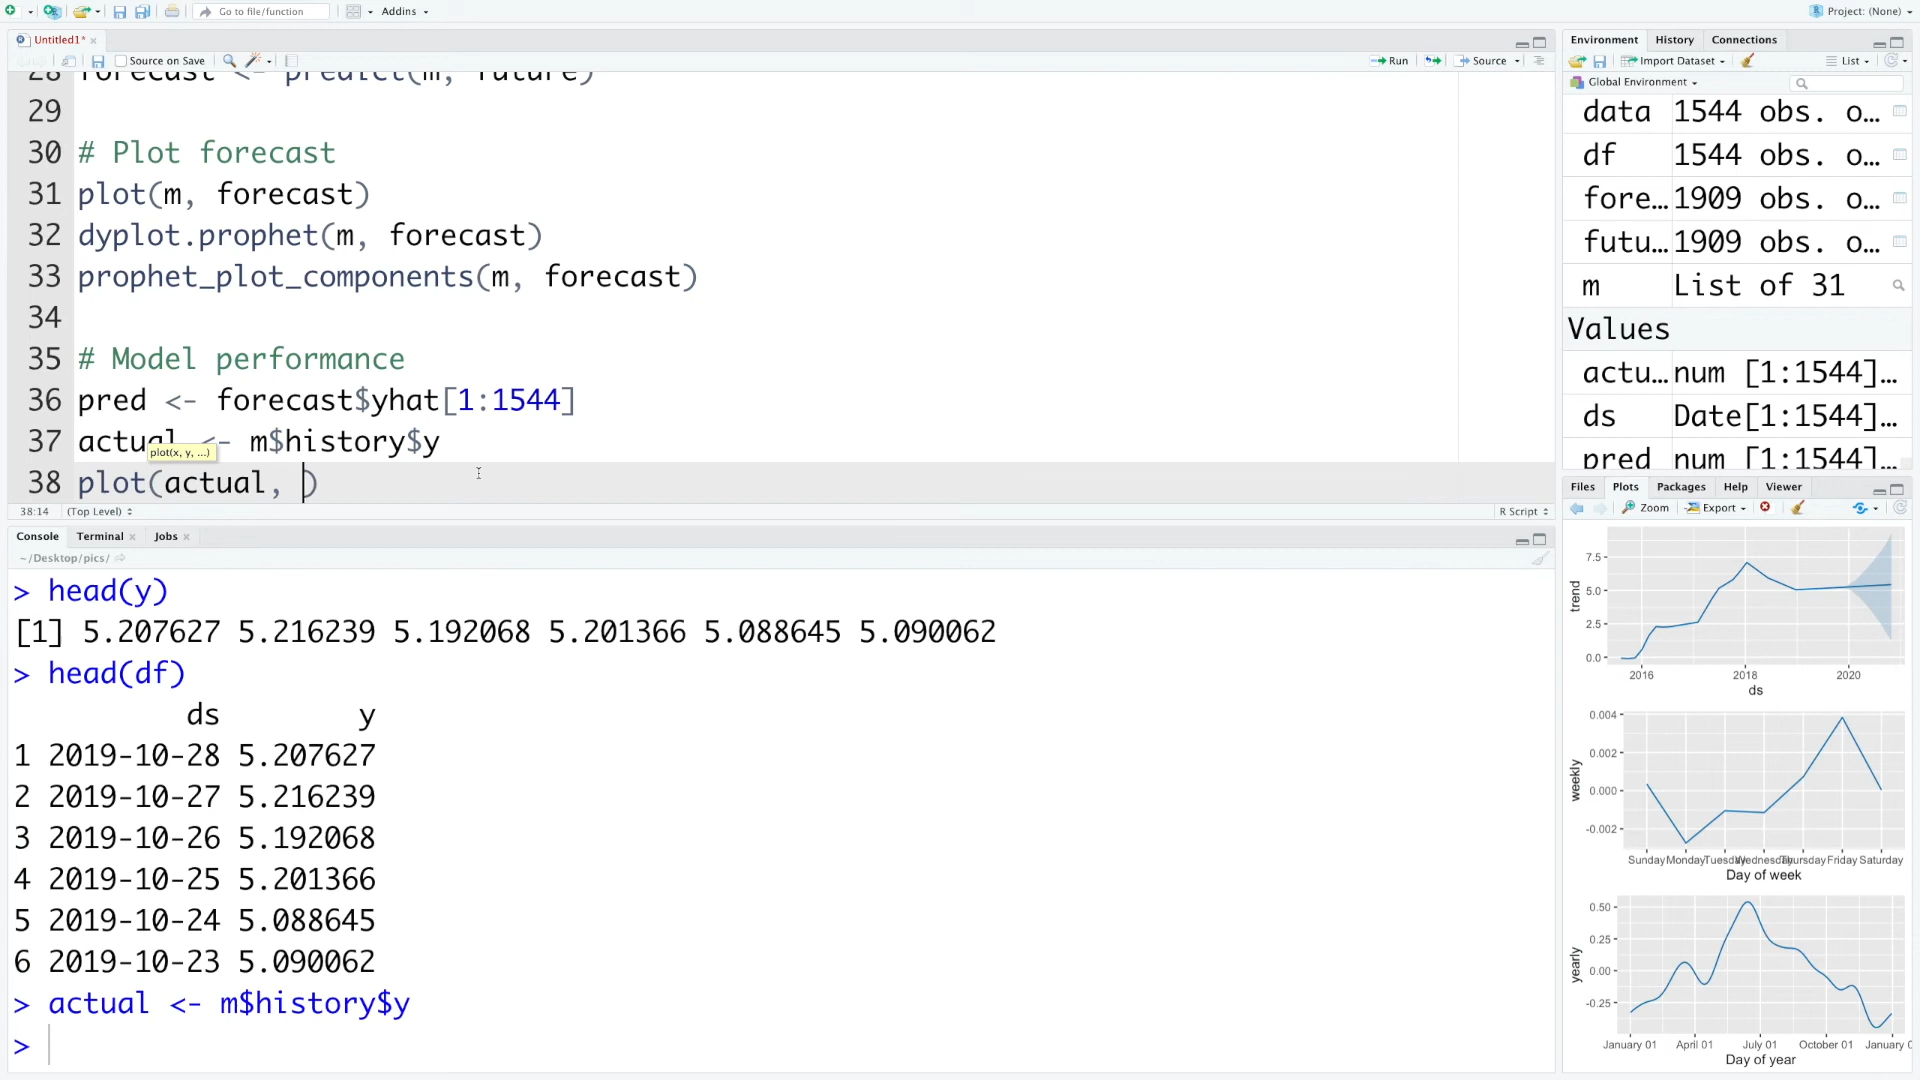 Go to file/function
Addins
Project: (None)
Untitled1*
Source on Save
Run
Source
28 forecast <- predict(m, future)
29
30 # Plot forecast
31 plot(m, forecast)
32 dyplot.prophet(m, forecast)
33 prophet_plot_components(m, forecast)
34
35 # Model performance
36 pred <- forecast$yhat[1:1544]
37 actual <- m$history$y
plot(x, y, ...)
38 plot(actual, )
38:14 (Top Level) R Script
Console Terminal Jobs
~/Desktop/pics/
> head(y)
[1] 5.207627 5.216239 5.192068 5.201366 5.088645 5.090062
> head(df)
ds y
1 2019-10-28 5.207627
2 2019-10-27 5.216239
3 2019-10-26 5.192068
4 2019-10-25 5.201366
5 2019-10-24 5.088645
6 2019-10-23 5.090062
> actual <- m$history$y
>
Environment History Connections
Import Dataset List
Global Environment
data 1544 obs. o...
df 1544 obs. o...
fore... 1909 obs. o...
futu... 1909 obs. o...
m List of 31
Values
actu... num [1:1544]...
ds Date[1:1544]...
pred num [1:1544]...
Files Plots Packages Help Viewer
Zoom Export
7.5
5.0
2.5
0.0
trend
2016 2018 2020
ds
0.004
0.002
0.000
-0.002
weekly
Sunday Monday Tuesday Wednesday Thursday Friday Saturday
Day of week
0.50
0.25
0.00
-0.25
yearly
January 01 April 01 July 01 October 01 January 0
Day of year